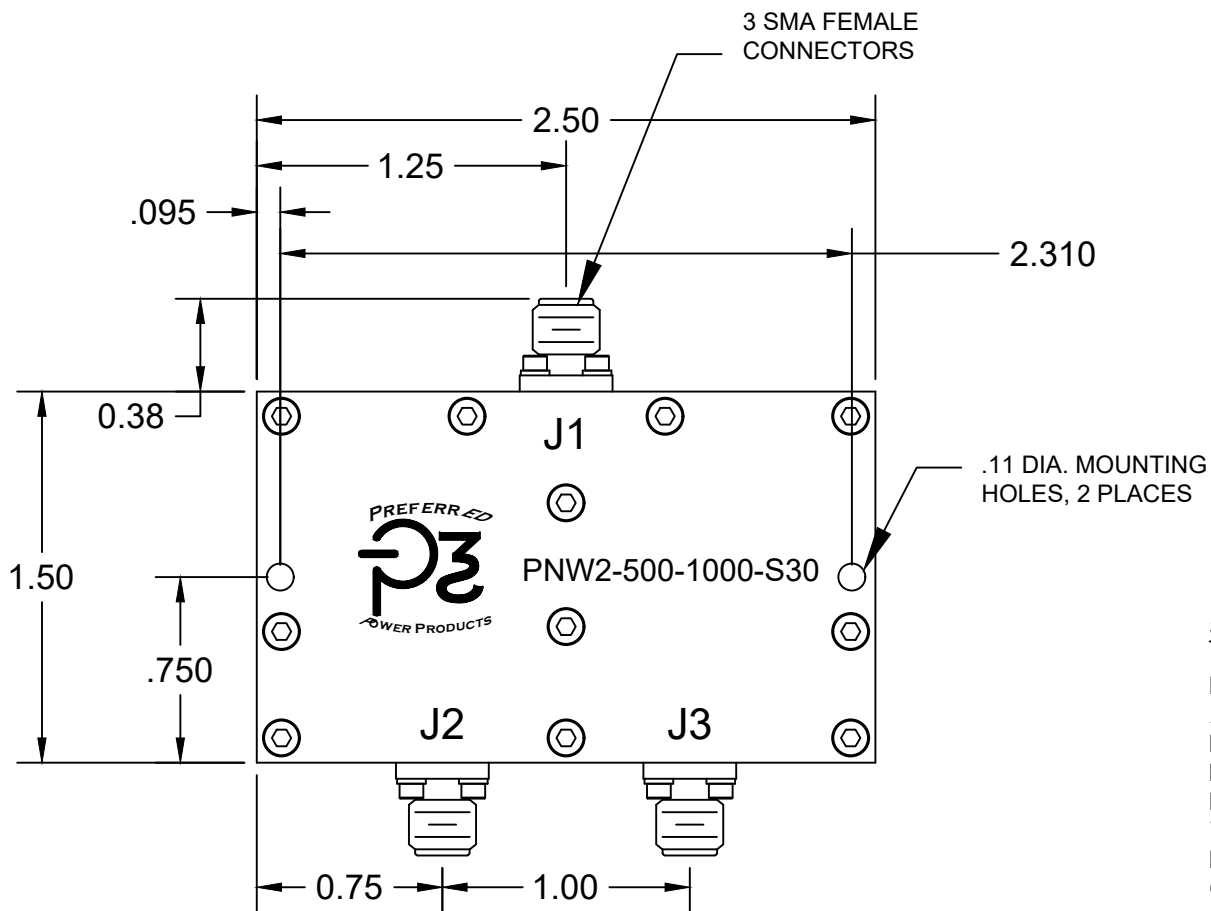 3 SMA FEMALE
CONNECTORS
2.50
1.25
.095
2.310
0.38
J1
.11 DIA. MOUNTING
HOLES, 2 PLACES
PREFERRED
P3
POWER PRODUCTS
PNW2-500-1000-S30
1.50
.750
J2
J3
0.75
1.00